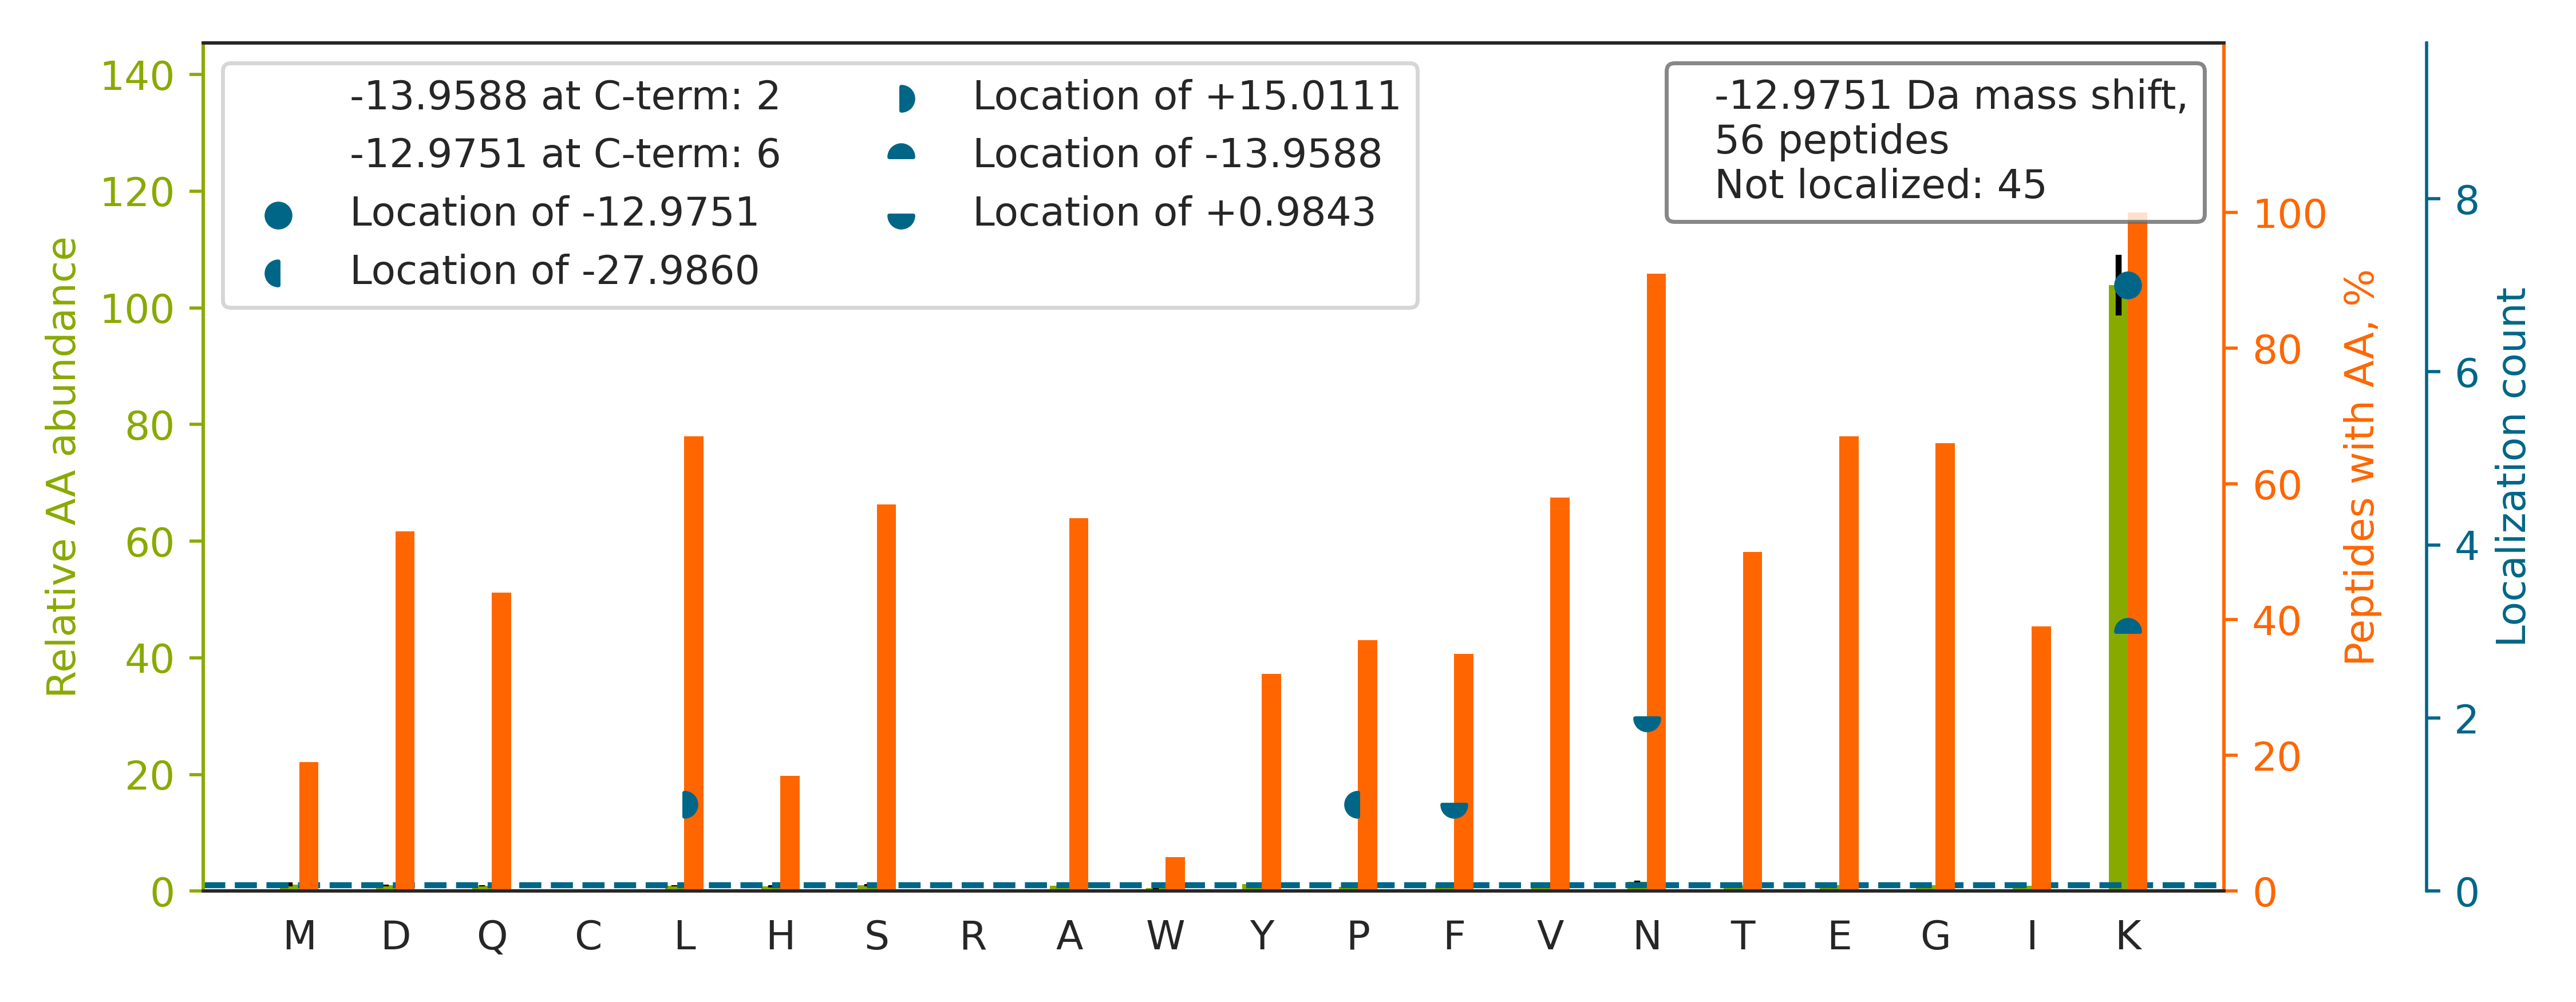 -13.9588 at C-term: 2
-12.9751 at C-term: 6
Location of -12.9751
Location of -27.9860
Location of +15.0111
Location of -13.9588
Location of +0.9843
-12.9751 Da mass shift,
56 peptides
Not localized: 45
Relative AA abundance
140
120
100
80
60
40
20
0
M D Q C L H S R A W Y P F V N T E G I K
100
80
60
40
20
0
Peptides with AA, %
8
6
4
2
0
Localization count